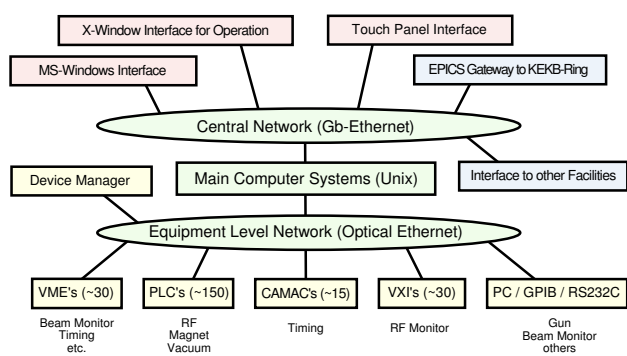 X-Window Interface for Operation
Touch Panel Interface
MS-Windows Interface
EPICS Gateway to KEKB-Ring
Central Network (Gb-Ethernet)
Device Manager
Main Computer Systems (Unix)
Interface to other Facilities
Equipment Level Network (Optical Ethernet)
VME's (~30)
PLC's (~150)
CAMAC's (~15)
VXI's (~30)
PC / GPIB / RS232C
Beam Monitor
Timing
etc.
RF
Magnet
Vacuum
Timing
RF Monitor
Gun
Beam Monitor
others